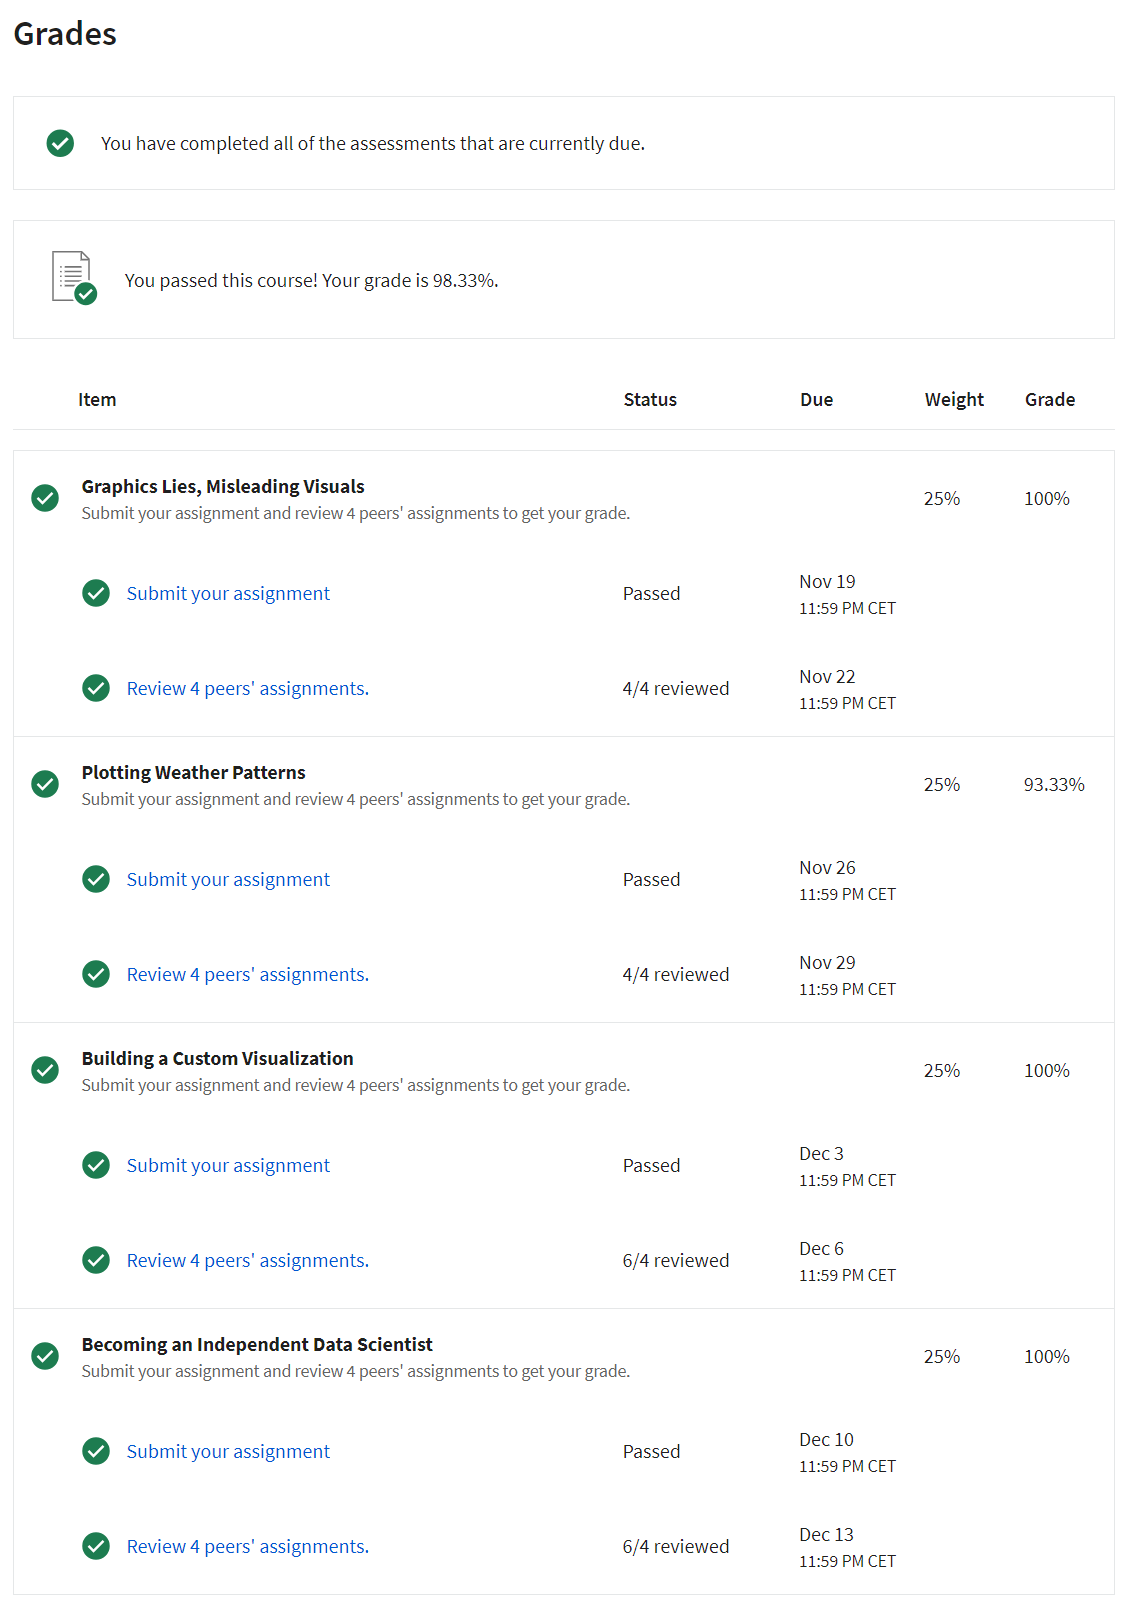 Grades
You have completed all of the assessments that are currently due.
You passed this course! Your grade is 98.33%.
Item Status Due Weight Grade
Graphics Lies, Misleading Visuals
Submit your assignment and review 4 peers' assignments to get your grade.
25% 100%
Submit your assignment Passed Nov 19
11:59 PM CET
Review 4 peers' assignments. 4/4 reviewed Nov 22
11:59 PM CET
Plotting Weather Patterns
Submit your assignment and review 4 peers' assignments to get your grade.
25% 93.33%
Submit your assignment Passed Nov 26
11:59 PM CET
Review 4 peers' assignments. 4/4 reviewed Nov 29
11:59 PM CET
Building a Custom Visualization
Submit your assignment and review 4 peers' assignments to get your grade.
25% 100%
Submit your assignment Passed Dec 3
11:59 PM CET
Review 4 peers' assignments. 6/4 reviewed Dec 6
11:59 PM CET
Becoming an Independent Data Scientist
Submit your assignment and review 4 peers' assignments to get your grade.
25% 100%
Submit your assignment Passed Dec 10
11:59 PM CET
Review 4 peers' assignments. 6/4 reviewed Dec 13
11:59 PM CET